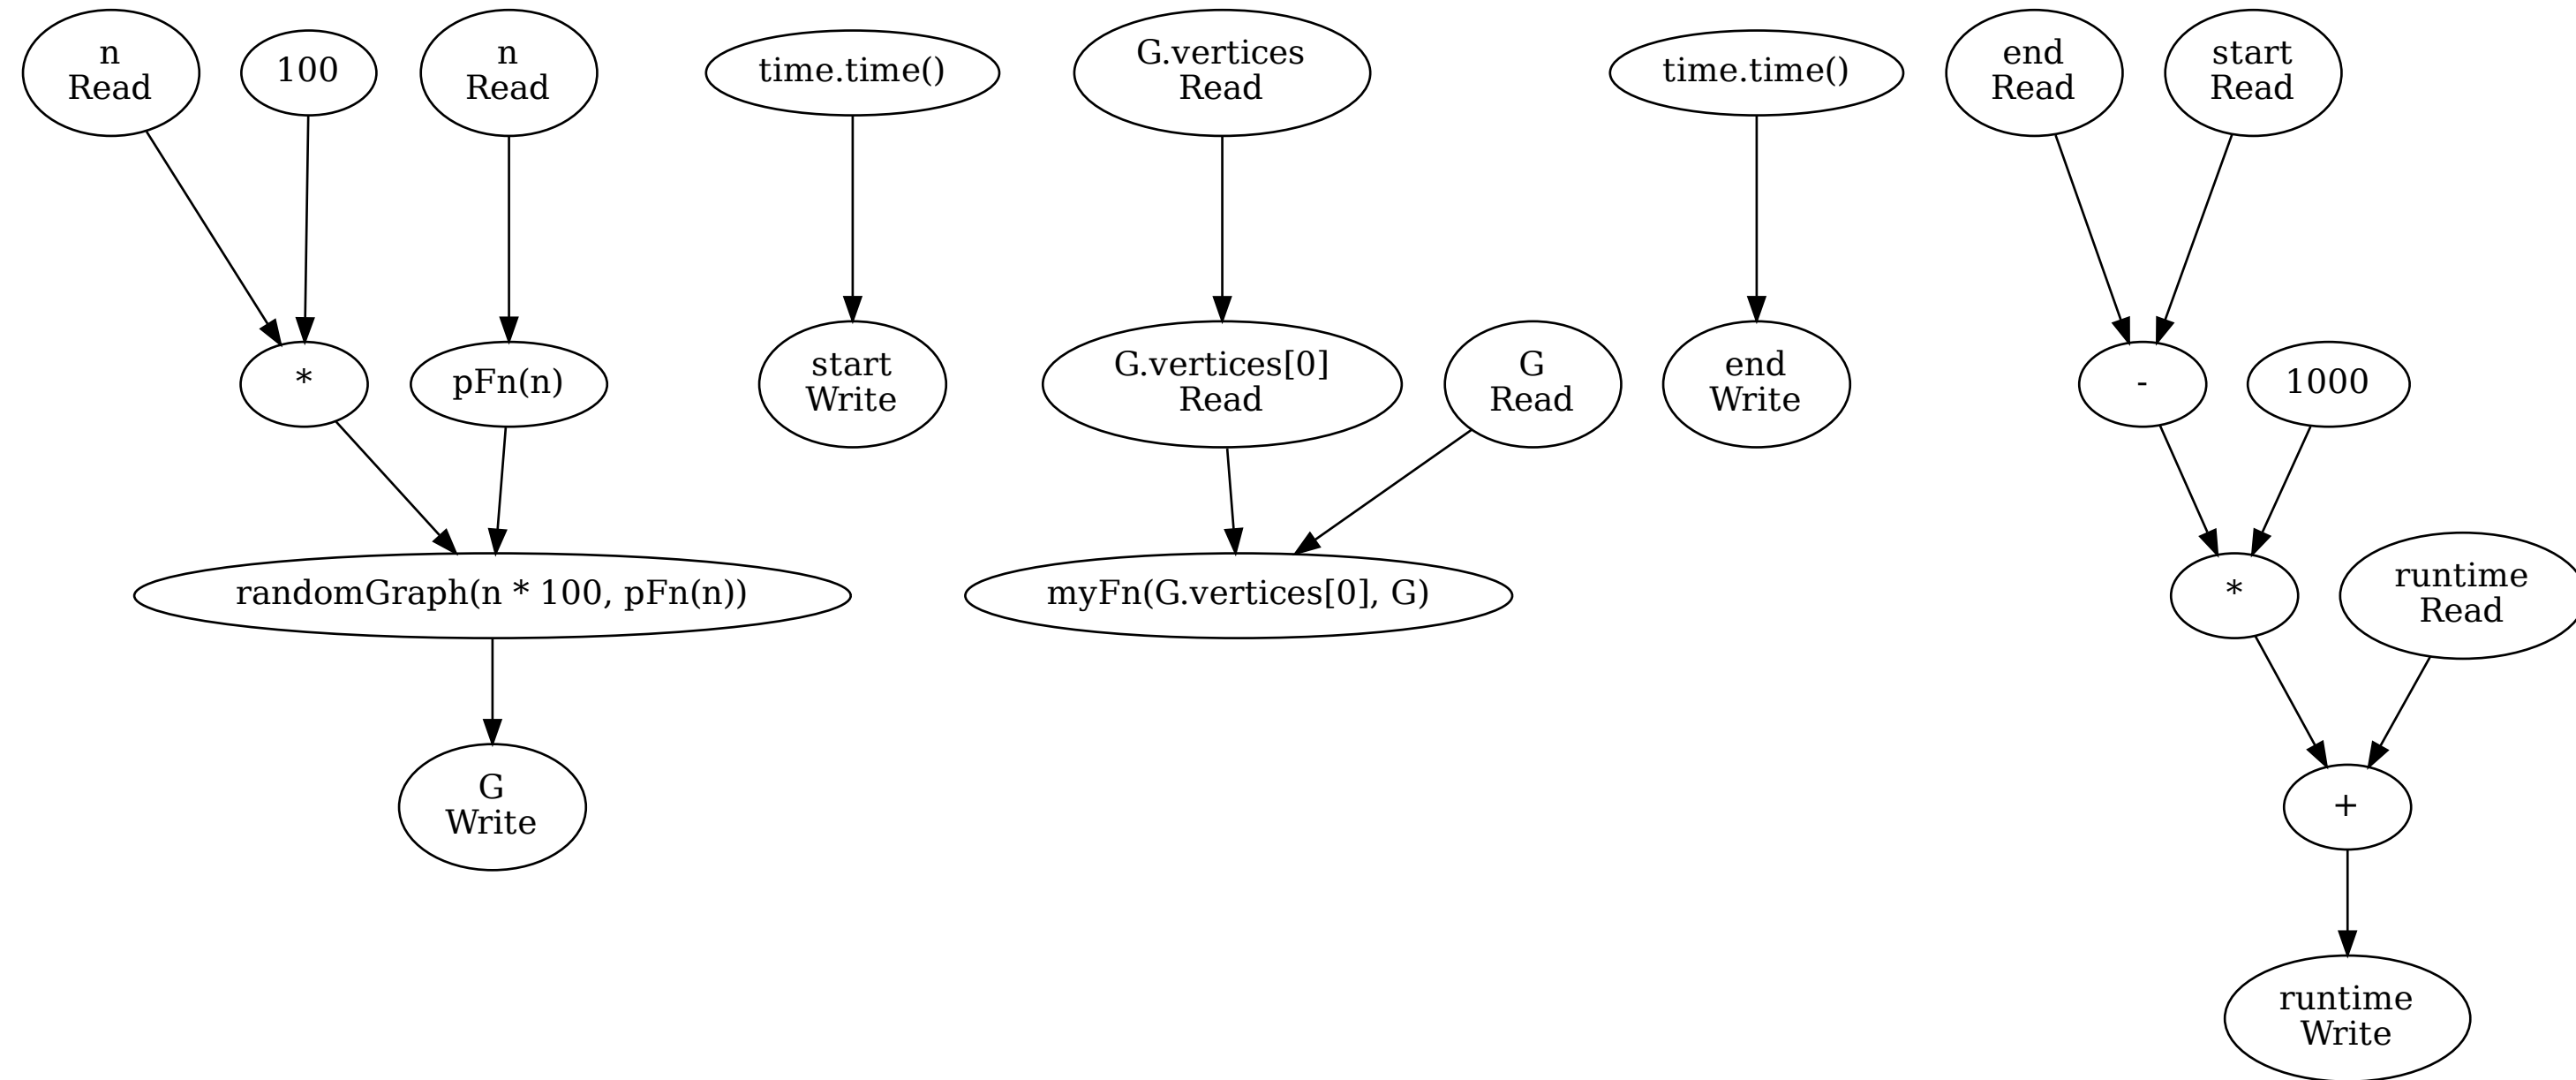 n
Read
100
n
Read
time.time()
G.vertices
Read
time.time()
end
Read
start
Read
*
pFn(n)
start
Write
G.vertices[0]
Read
G
Read
end
Write
-
1000
randomGraph(n * 100, pFn(n))
myFn(G.vertices[0], G)
*
runtime
Read
G
Write
+
runtime
Write